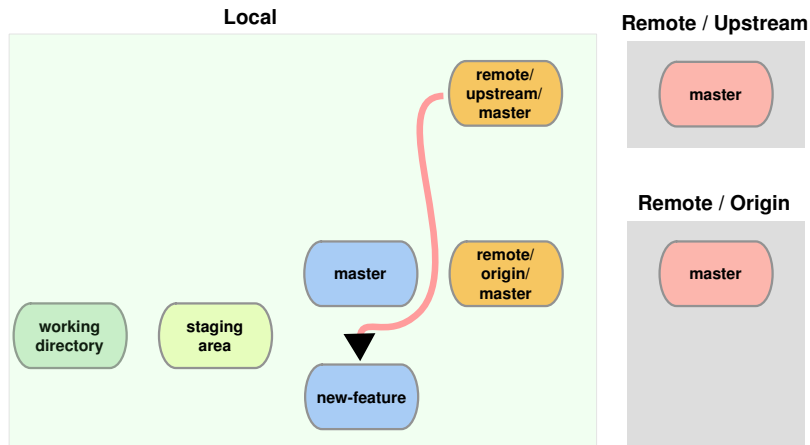 Local
Remote / Upstream
remote/
upstream/
master
master
Remote / Origin
master
remote/
origin/
master
master
working
directory
staging
area
new-feature